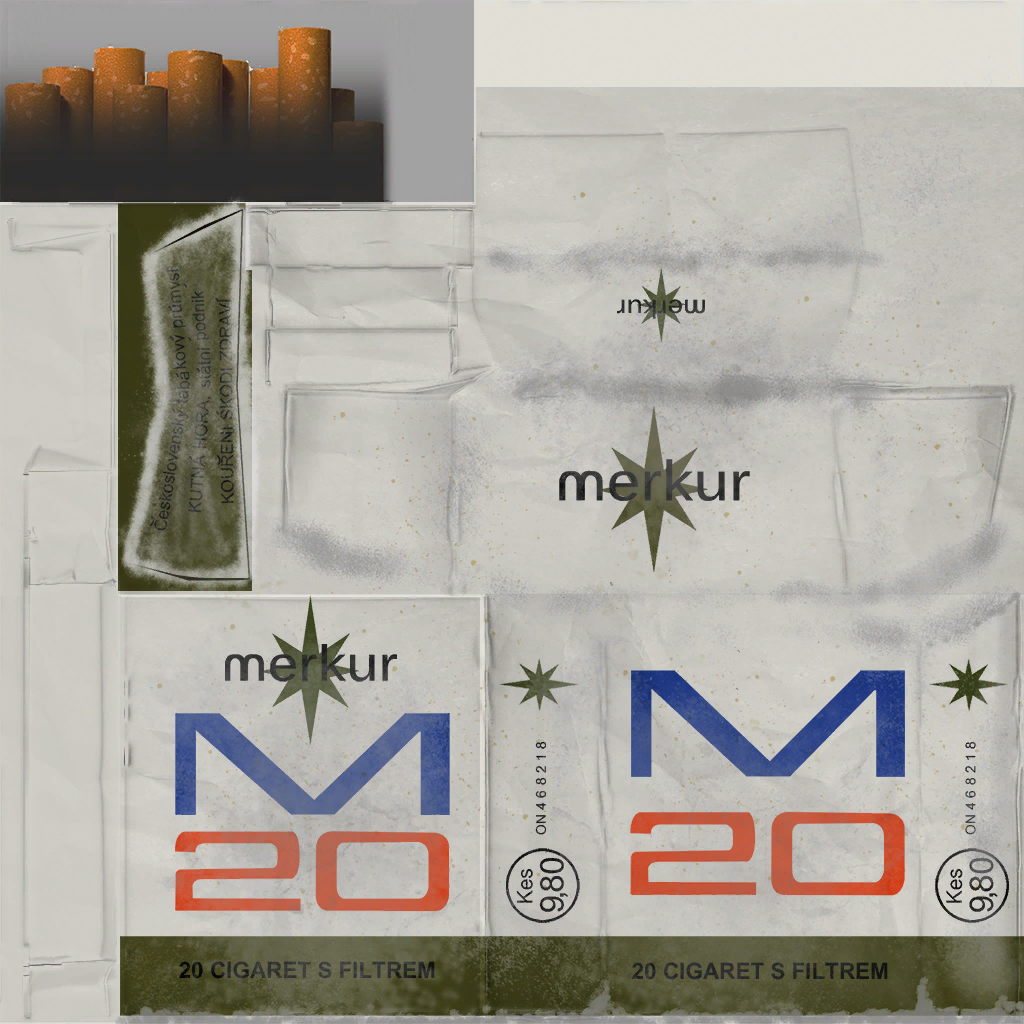 merkur
merkur
Československý tabákový průmysl
KUTNÁ HORA, státní podnik
KOUŘENÍ ŠKODÍ ZDRAVÍ
merkur
M
20
20 CIGARET S FILTREM
ON468218
Kčs
9,80
M
20
20 CIGARET S FILTREM
ON468218
Kčs
9,80